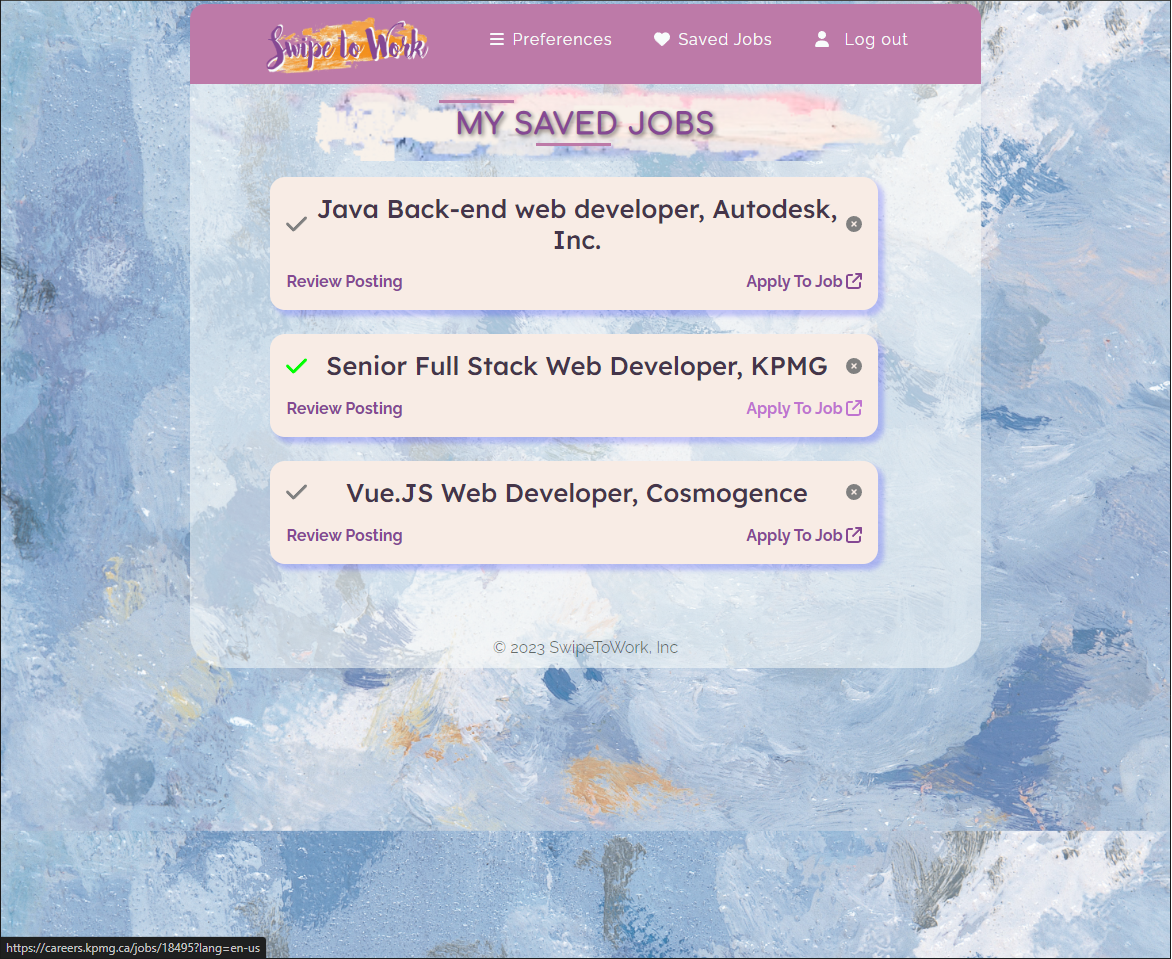 Swipe to Work
Preferences
Saved Jobs
Log out
MY SAVED JOBS
Java Back-end web developer, Autodesk,
Inc.
Review Posting
Apply To Job
Senior Full Stack Web Developer, KPMG
Review Posting
Apply To Job
Vue.JS Web Developer, Cosmogence
Review Posting
Apply To Job
© 2023 SwipeToWork, Inc
https://careers.kpmg.ca/jobs/18495?lang=en-us